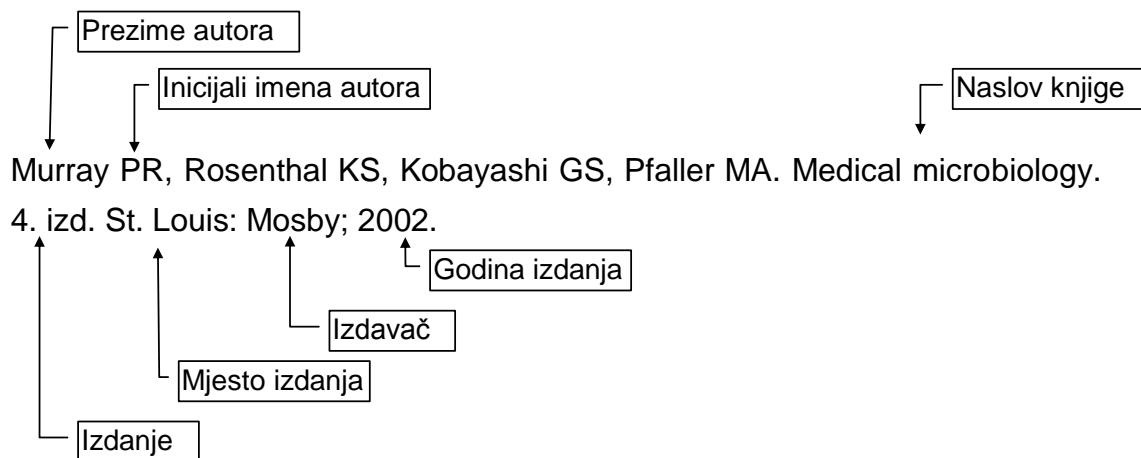 Prezime autora
Inicijali imena autora
Naslov knjige
Murray PR, Rosenthal KS, Kobayashi GS, Pfaller MA. Medical microbiology.
4. izd. St. Louis: Mosby; 2002.
Godina izdanja
Izdavač
Mjesto izdanja
Izdanje